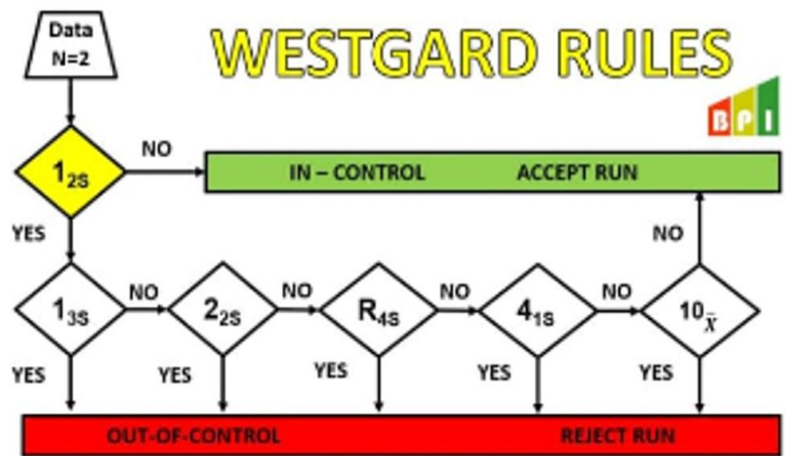 Data
N=2
WESTGARD RULES
BPI
NO
1₂S
IN – CONTROL ACCEPT RUN
YES
NO
1₃S
NO
2₂S
NO
R₄S
NO
4₁S
NO
10x̄
YES
YES
YES
YES
YES
OUT-OF-CONTROL REJECT RUN